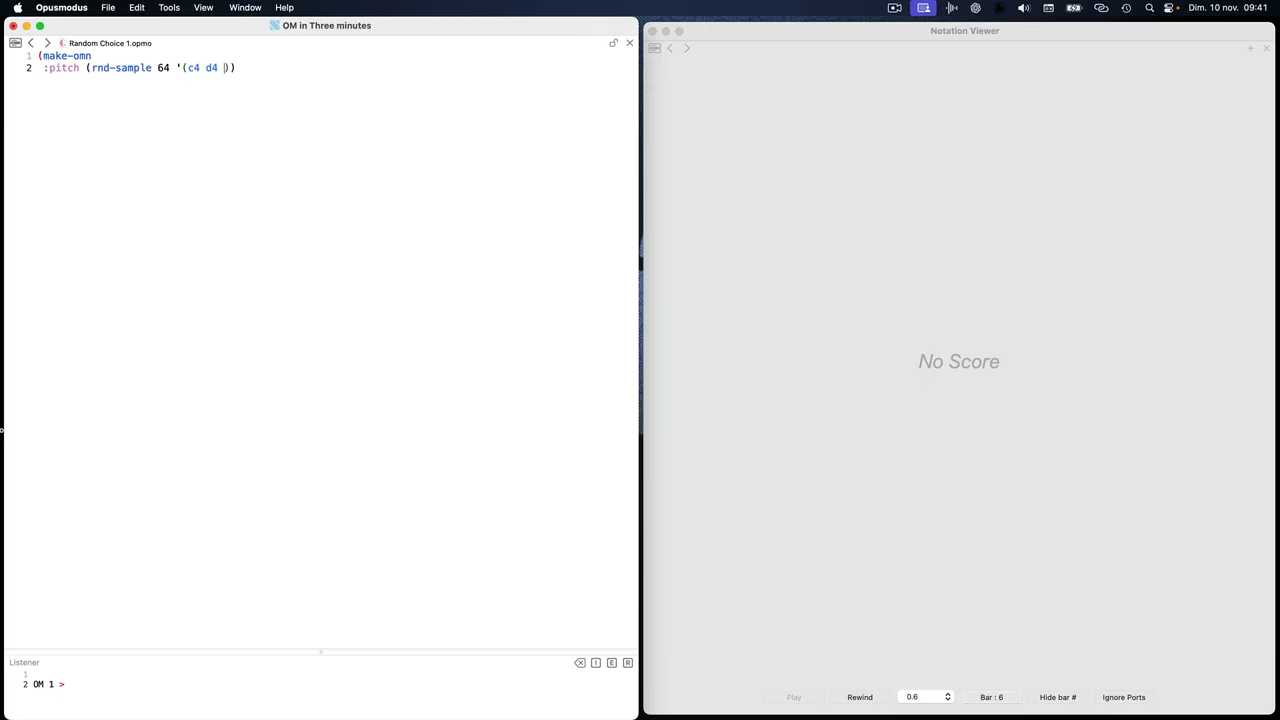 Opusmodus File Edit Tools View Window Help Dim. 10 nov. 09:41
OM in Three minutes
Random Choice 1.opmo
1 (make-omn
2 :pitch (rnd-sample 64 '(c4 d4 ))
Listener
1
2 OM 1 >
I E R
Notation Viewer
No Score
Play Rewind 0.6 Bar : 6 Hide bar # Ignore Ports